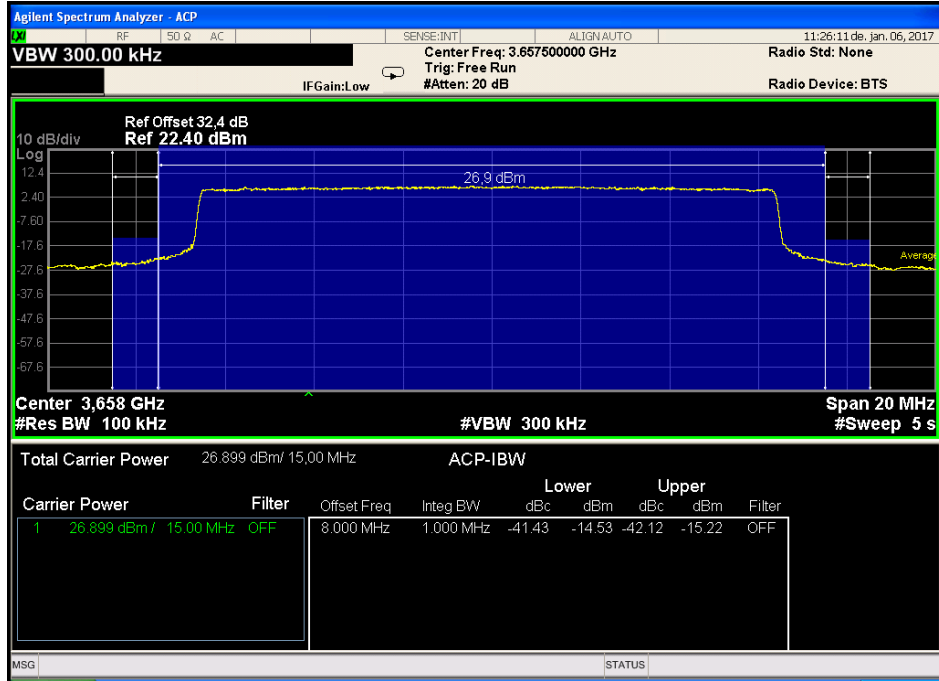 Agilent Spectrum Analyzer - ACP
LXI RF 50 Ω AC SENSE:INT ALIGN AUTO 11:26:11 de. jan. 06, 2017
VBW 300.00 kHz Center Freq: 3.657500000 GHz Radio Std: None
Trig: Free Run
IFGain:Low #Atten: 20 dB Radio Device: BTS
Ref Offset 32,4 dB
10 dB/div Ref 22.40 dBm
Log
12.4
26,9 dBm
2.40
-7.60
-17.6
Average
-27.6
-37.6
-47.6
-57.6
-67.6
Center 3,658 GHz Span 20 MHz
#Res BW 100 kHz #VBW 300 kHz #Sweep 5 s
Total Carrier Power 26.899 dBm/ 15,00 MHz ACP-IBW
Lower Upper
Carrier Power Filter Offset Freq Integ BW dBc dBm dBc dBm Filter
1 26.899 dBm / 15.00 MHz OFF 8.000 MHz 1.000 MHz -41.43 -14.53 -42.12 -15.22 OFF
MSG STATUS